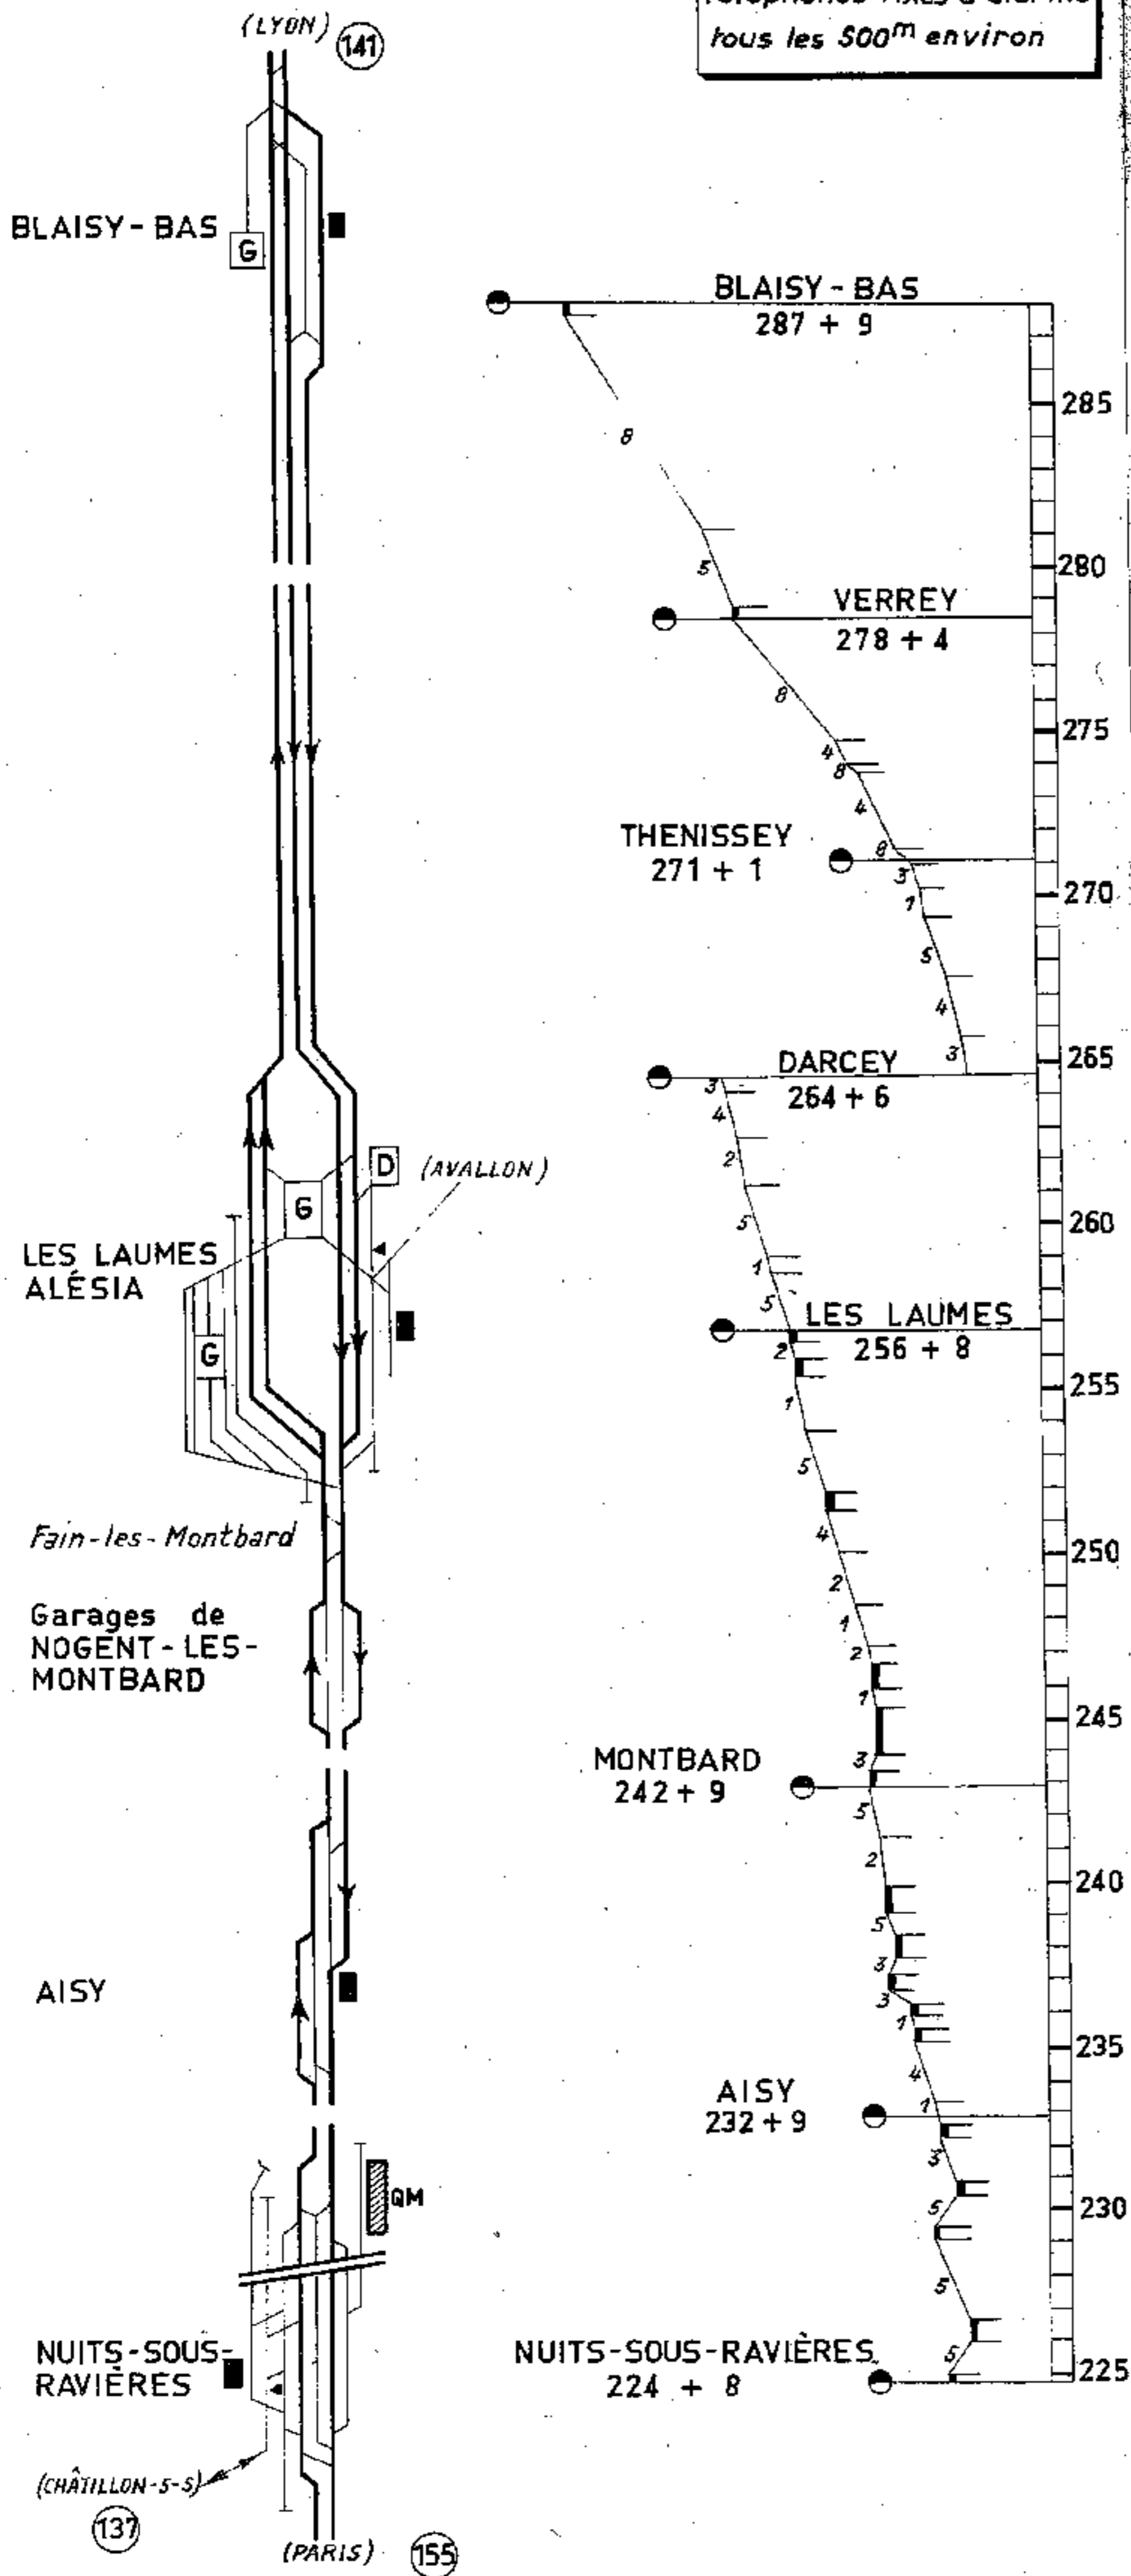 (LYON) 141
tous les 500m environ
BLAISY-BAS
G
BLAISY-BAS
287 + 9
8
5
VERREY
278 + 4
8
4
8
4
THENISSEY
271 + 1
8
3
1
5
4
3
DARCEY
264 + 6
3
4
2
5
1
5
LES LAUMES
256 + 8
2
1
5
4
2
1
2
1
3
MONTBARD
242 + 9
5
2
5
3
3
1
4
AISY
232 + 9
1
3
5
5
NUITS-SOUS-RAVIÈRES
224 + 8
5
285
280
275
270
265
260
255
250
245
240
235
230
225
D
(AVALLON)
G
LES LAUMES
ALÉSIA
G
Fain-les-Montbard
Garages de
NOGENT-LES-
MONTBARD
AISY
QM
NUITS-SOUS-
RAVIÈRES
(CHÂTILLON-S-S)
137
(PARIS) 155